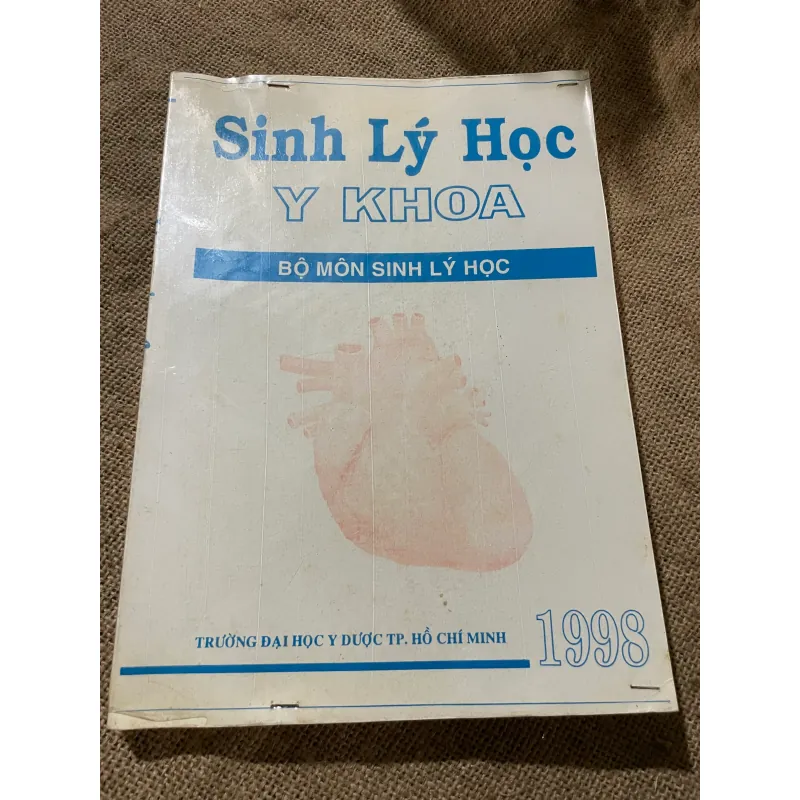 Sinh Lý Học
Y KHOA
BỘ MÔN SINH LÝ HỌC
TRƯỜNG ĐẠI HỌC Y DƯỢC TP. HỒ CHÍ MINH
1998